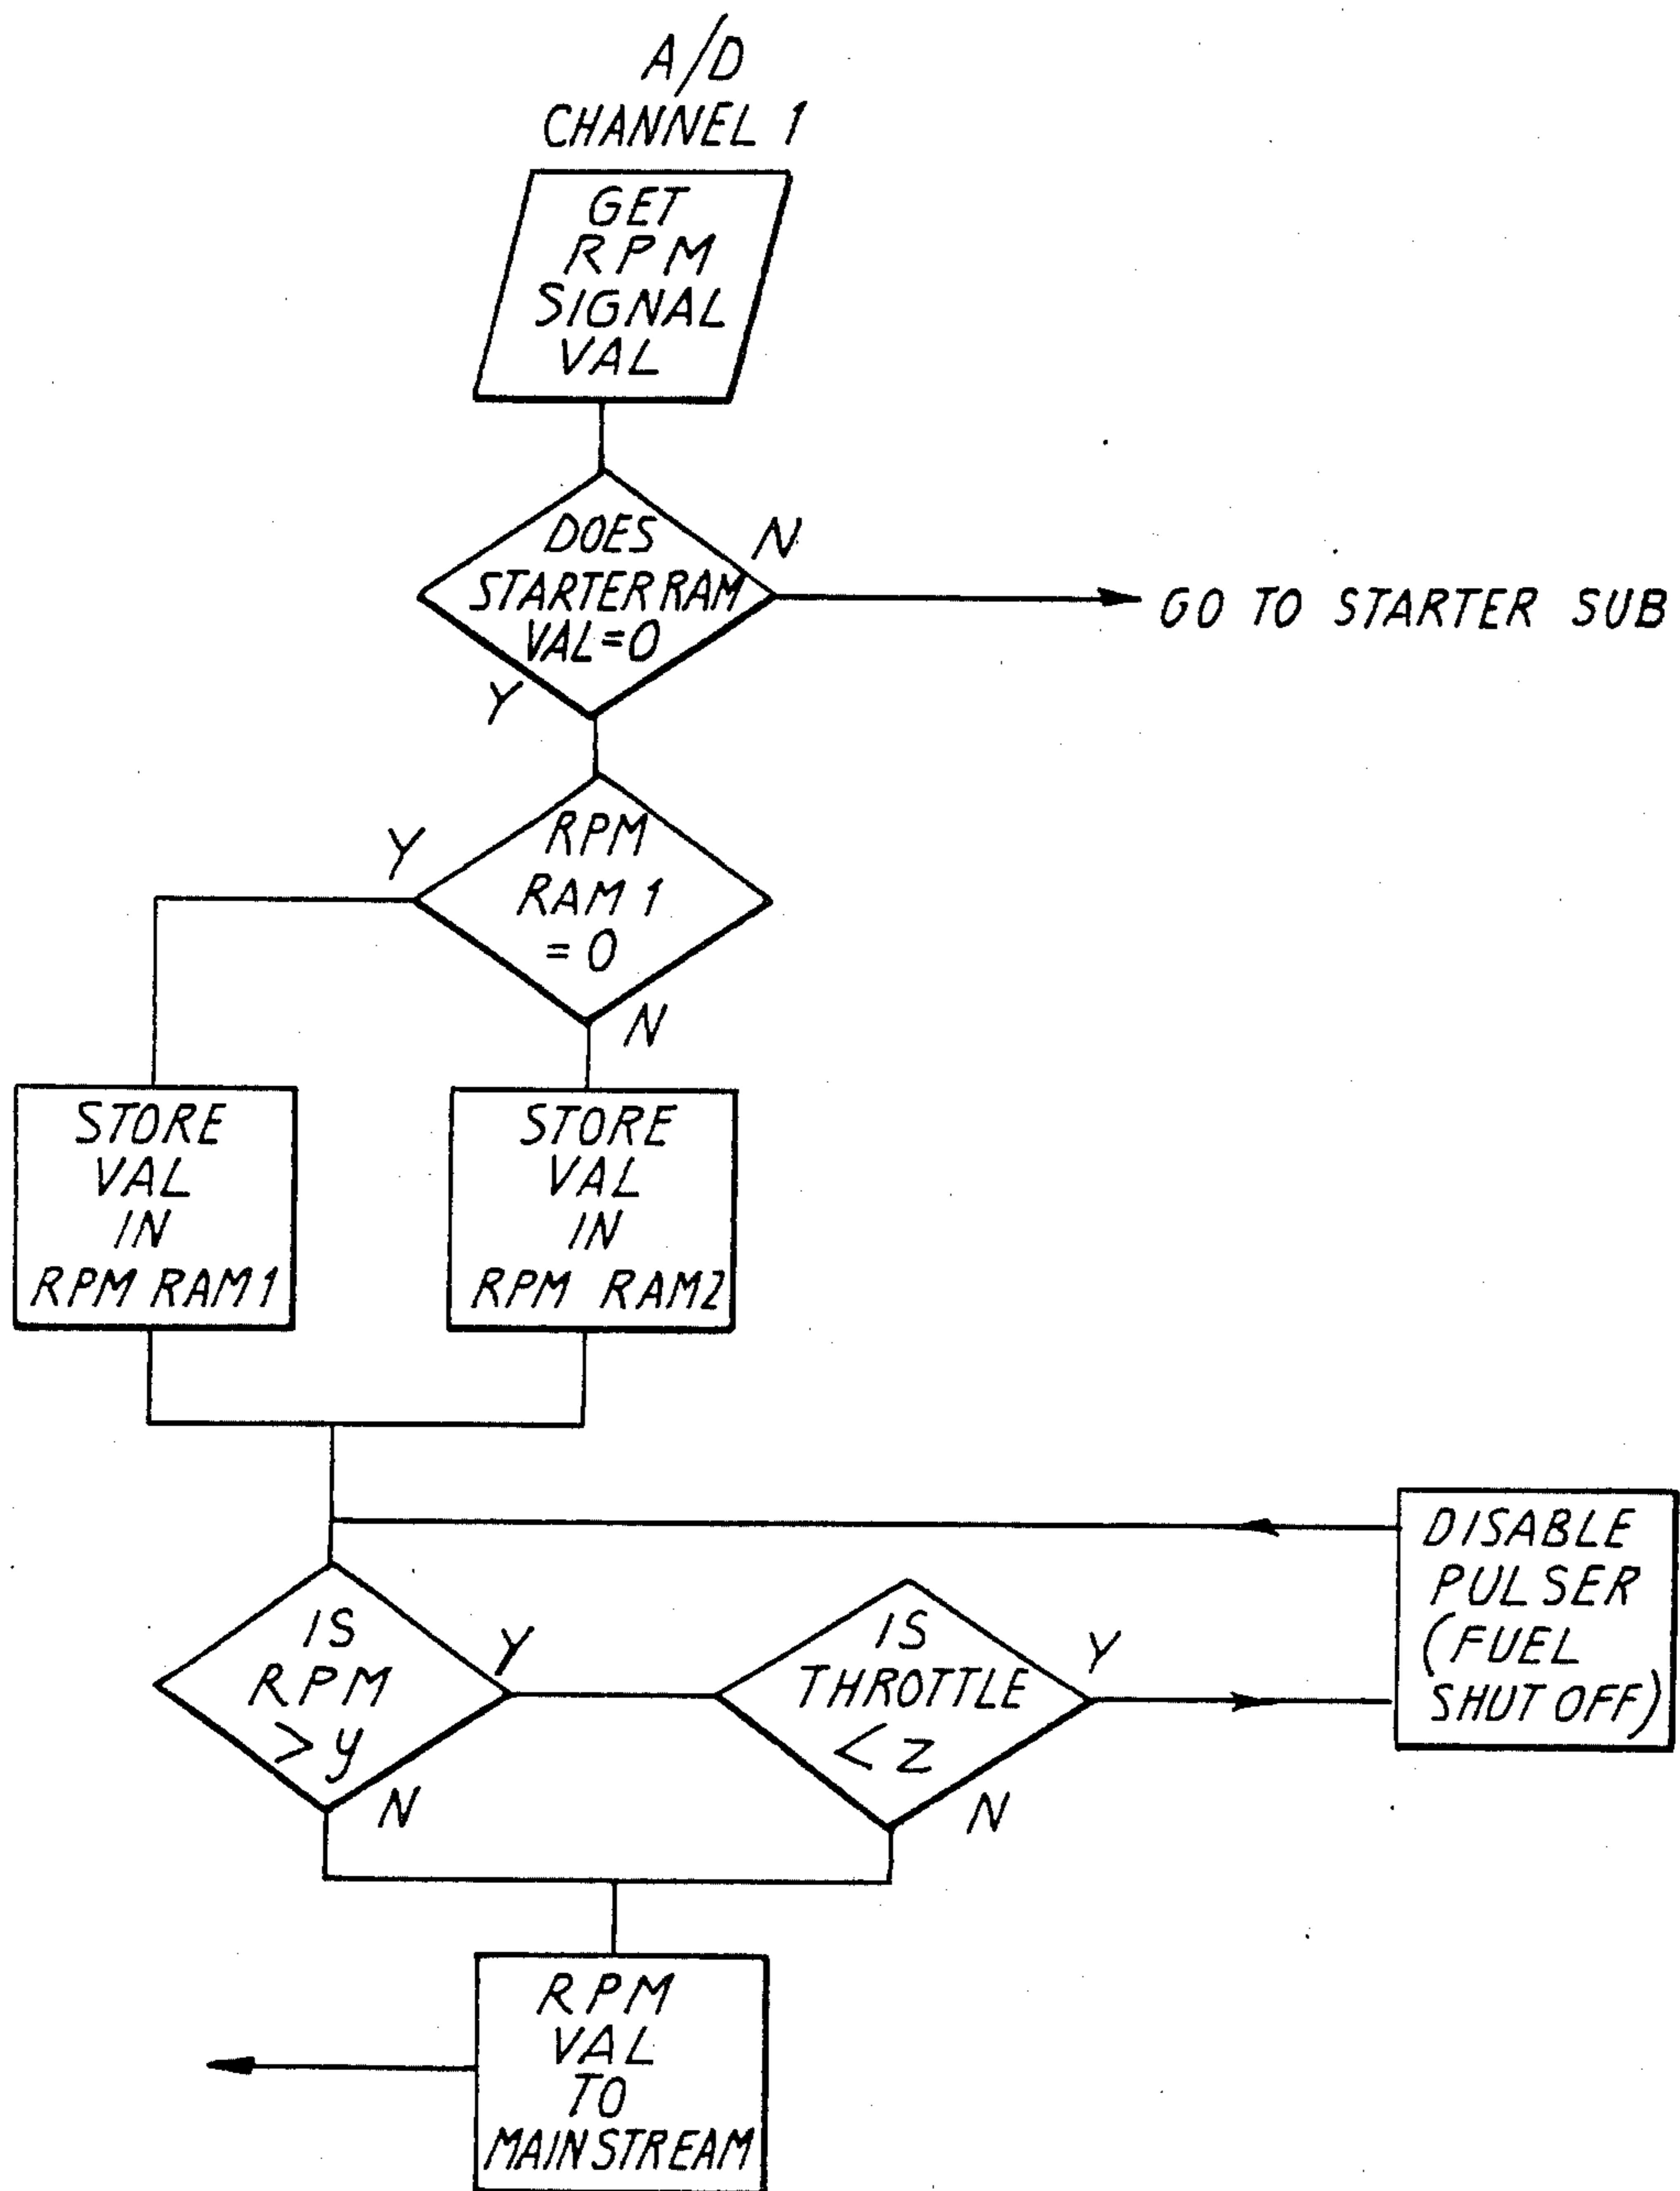 A/D
CHANNEL 1
GET
RPM
SIGNAL
VAL
DOES
STARTER RAM
VAL=0
N
GO TO STARTER SUB
Y
RPM
RAM 1
= 0
Y
N
STORE
VAL
IN
RPM RAM1
STORE
VAL
IN
RPM RAM2
DISABLE
PULSER
(FUEL
SHUT OFF)
IS
RPM
> y
Y
N
IS
THROTTLE
< z
Y
N
RPM
VAL
TO
MAINSTREAM